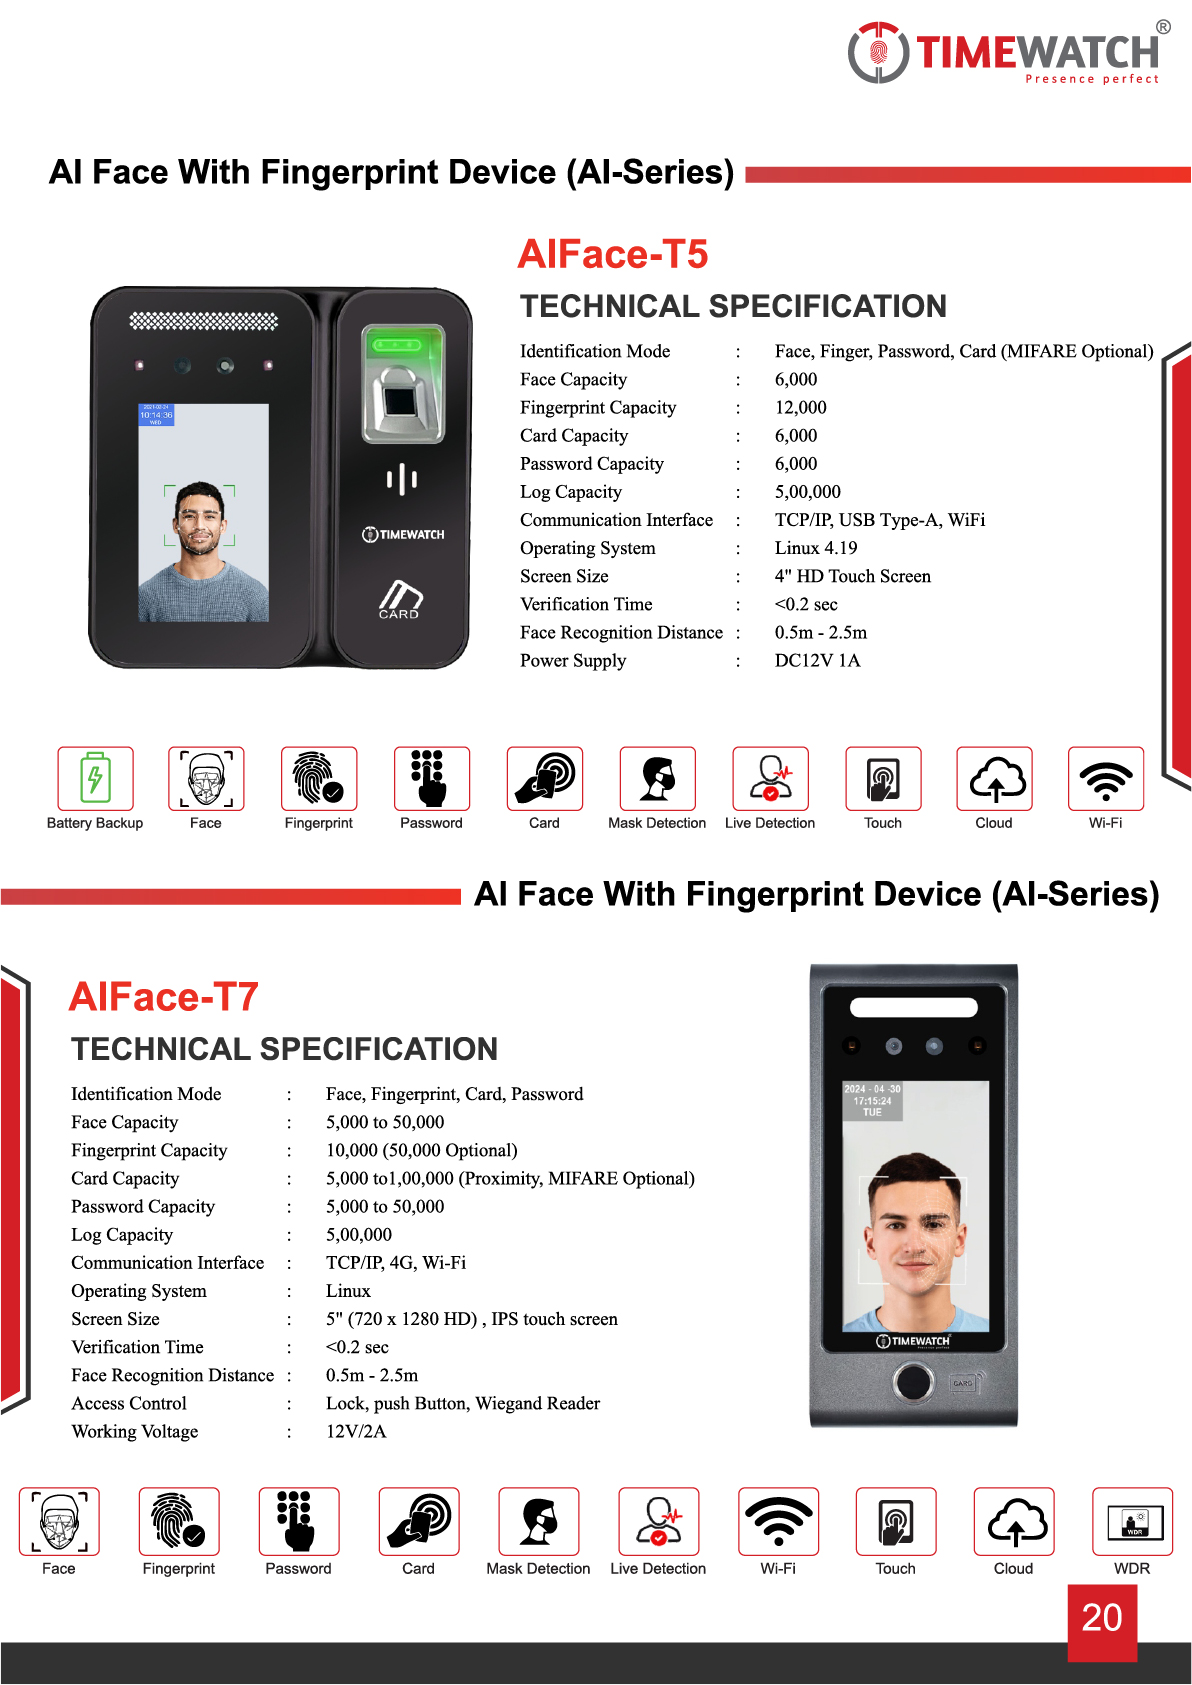 TIMEWATCH®
Presence perfect
AI Face With Fingerprint Device (AI-Series)
AIFace-T5
TECHNICAL SPECIFICATION
Identification Mode : Face, Finger, Password, Card (MIFARE Optional)
Face Capacity : 6,000
Fingerprint Capacity : 12,000
Card Capacity : 6,000
Password Capacity : 6,000
Log Capacity : 5,00,000
Communication Interface : TCP/IP, USB Type-A, WiFi
Operating System : Linux 4.19
Screen Size : 4" HD Touch Screen
Verification Time : <0.2 sec
Face Recognition Distance : 0.5m - 2.5m
Power Supply : DC12V 1A
2021-02-24
10:14:36
WED
TIMEWATCH
CARD
Battery Backup Face Fingerprint Password Card Mask Detection Live Detection Touch Cloud Wi-Fi
AI Face With Fingerprint Device (AI-Series)
AIFace-T7
TECHNICAL SPECIFICATION
Identification Mode : Face, Fingerprint, Card, Password
Face Capacity : 5,000 to 50,000
Fingerprint Capacity : 10,000 (50,000 Optional)
Card Capacity : 5,000 to1,00,000 (Proximity, MIFARE Optional)
Password Capacity : 5,000 to 50,000
Log Capacity : 5,00,000
Communication Interface : TCP/IP, 4G, Wi-Fi
Operating System : Linux
Screen Size : 5" (720 x 1280 HD) , IPS touch screen
Verification Time : <0.2 sec
Face Recognition Distance : 0.5m - 2.5m
Access Control : Lock, push Button, Wiegand Reader
Working Voltage : 12V/2A
2024 - 04 -30
17:15:24
TUE
TIMEWATCH
Presence perfect
CARD
WDR
Face Fingerprint Password Card Mask Detection Live Detection Wi-Fi Touch Cloud WDR
20